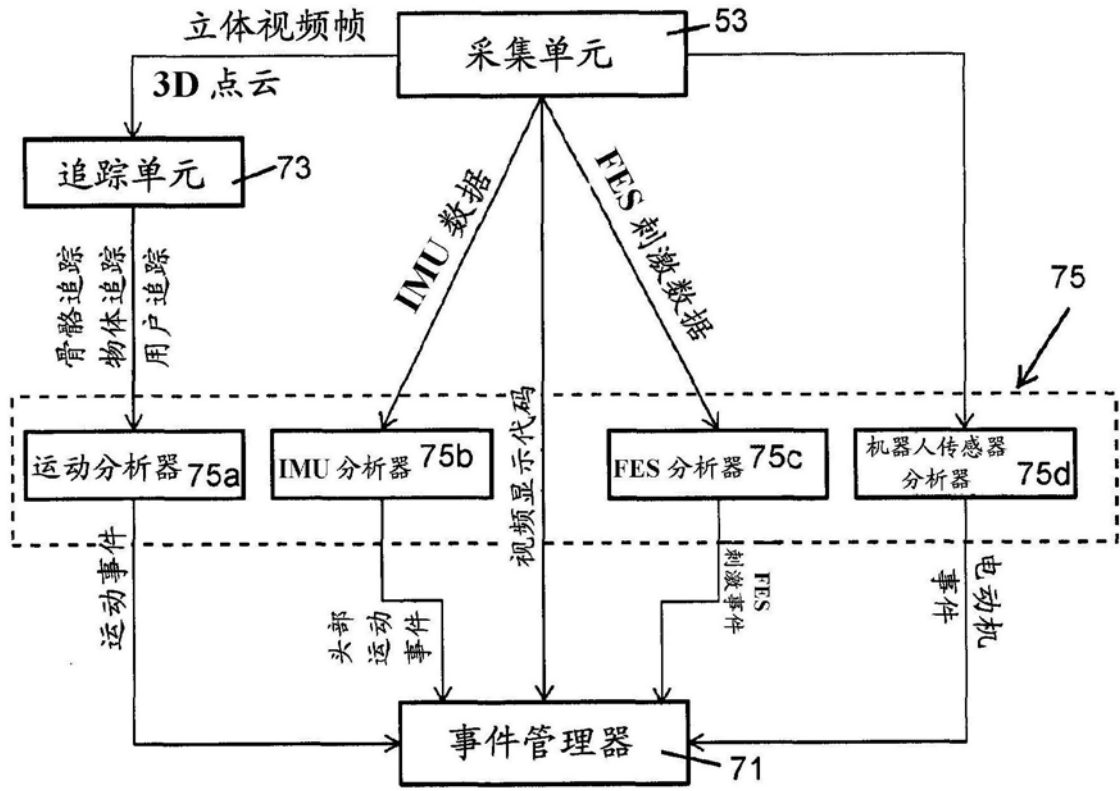 立体视频帧
3D 点云
采集单元
53
追踪单元
73
骨骼追踪
物体追踪
用户追踪
IMU 数据
FES 刺激数据
75
视频显示代码
运动分析器
75a
IMU 分析器
75b
FES 分析器
75c
机器人传感器
分析器
75d
运动事件
头部
运动
事件
FES
刺激事件
电动机
事件
事件管理器
71